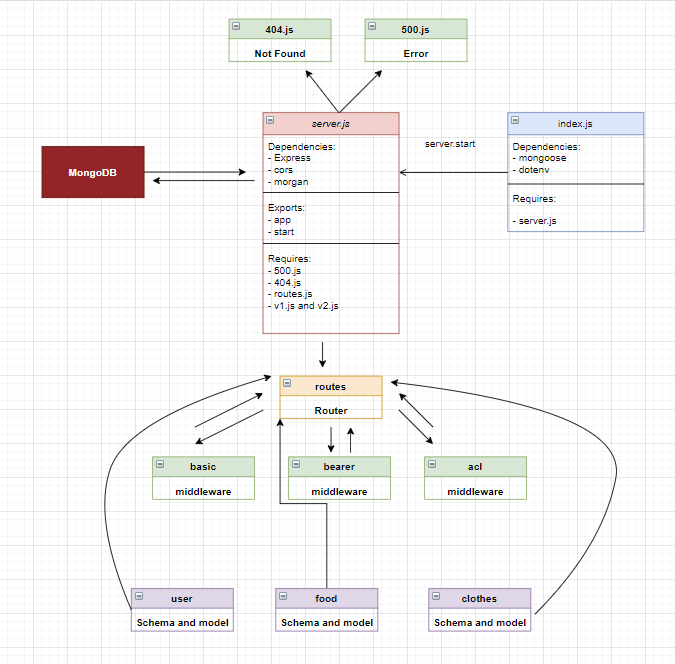 404.js
Not Found
500.js
Error
server.js
Dependencies:
- Express
- cors
- morgan
Exports:
- app
- start
Requires:
- 500.js
- 404.js
- routes.js
- v1.js and v2.js
server.start
index.js
Dependencies:
- mongoose
- dotenv
Requires:
- server.js
MongoDB
routes
Router
basic
middleware
bearer
middleware
acl
middleware
user
Schema and model
food
Schema and model
clothes
Schema and model